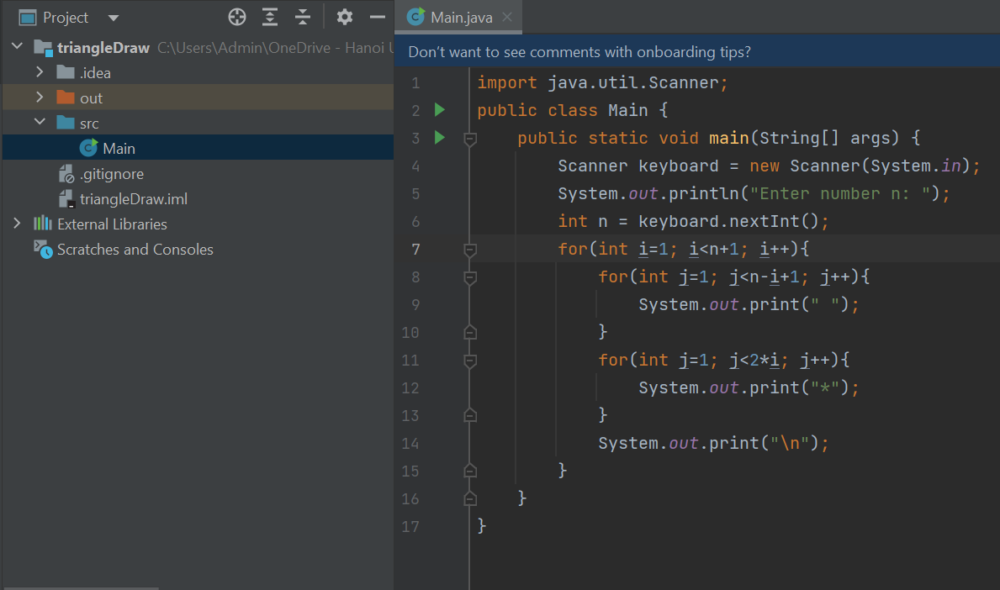 Project
triangleDraw C:\Users\Admin\OneDrive - Hanoi
.idea
out
src
Main
.gitignore
triangleDraw.iml
External Libraries
Scratches and Consoles
Main.java
Don't want to see comments with onboarding tips?
1 import java.util.Scanner;
2 public class Main {
3     public static void main(String[] args) {
4         Scanner keyboard = new Scanner(System.in);
5         System.out.println("Enter number n: ");
6         int n = keyboard.nextInt();
7         for(int i=1; i<n+1; i++){
8             for(int j=1; j<n-i+1; j++){
9                 System.out.print(" ");
10             }
11             for(int j=1; j<2*i; j++){
12                 System.out.print("*");
13             }
14             System.out.print("\n");
15         }
16     }
17 }